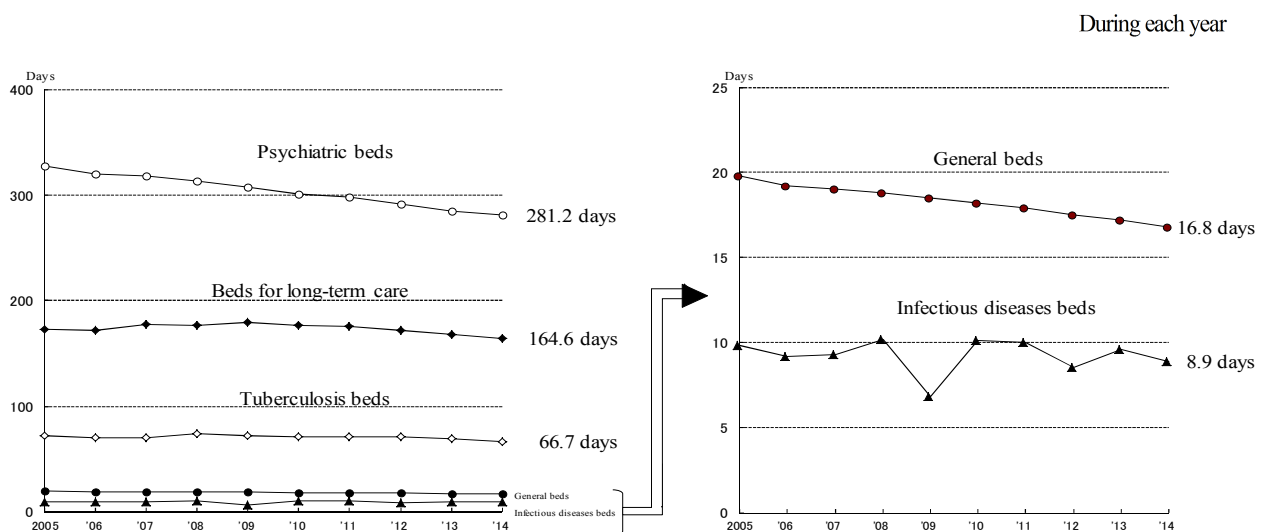 During each year
Days
400
300
200
100
0
Psychiatric beds
281.2 days
Beds for long-term care
164.6 days
Tuberculosis beds
66.7 days
General beds
Infectious diseases beds
2005 '06 '07 '08 '09 '10 '11 '12 '13 '14
Days
25
20
15
10
5
0
General beds
16.8 days
Infectious diseases beds
8.9 days
2005 '06 '07 '08 '09 '10 '11 '12 '13 '14